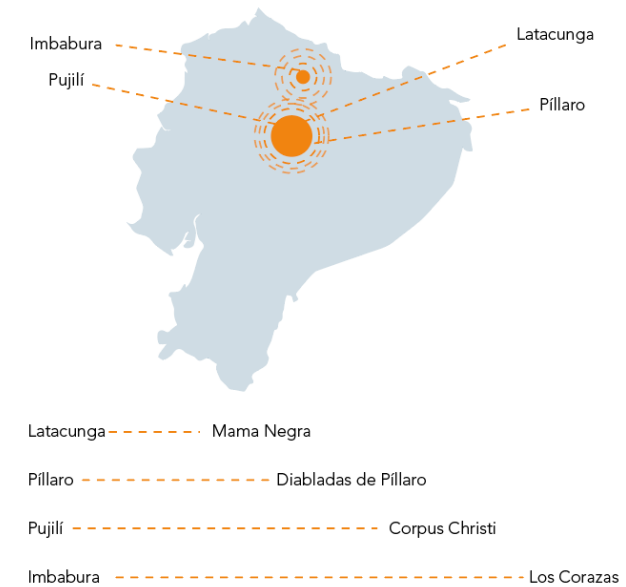 Imbabura
Latacunga
Pujilí
Píllaro
Latacunga Mama Negra
Píllaro Diabladas de Píllaro
Pujilí Corpus Christi
Imbabura Los Corazas